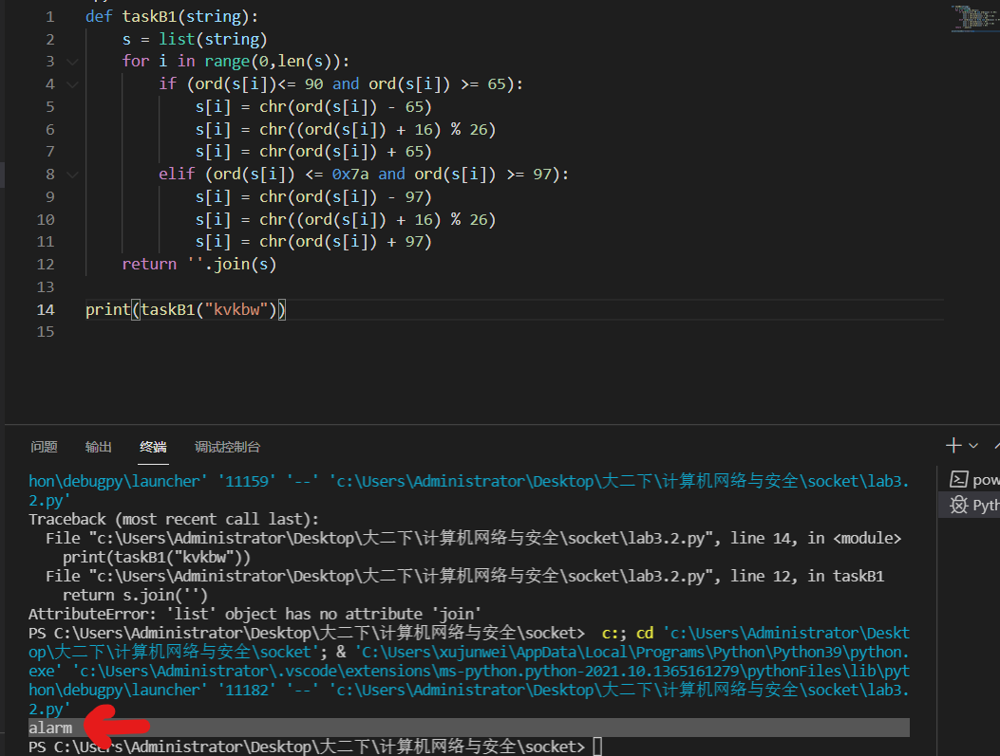 1 def taskB1(string):
2 s = list(string)
3 for i in range(0,len(s)):
4 if (ord(s[i])<= 90 and ord(s[i]) >= 65):
5 s[i] = chr(ord(s[i]) - 65)
6 s[i] = chr((ord(s[i]) + 16) % 26)
7 s[i] = chr(ord(s[i]) + 65)
8 elif (ord(s[i]) <= 0x7a and ord(s[i]) >= 97):
9 s[i] = chr(ord(s[i]) - 97)
10 s[i] = chr((ord(s[i]) + 16) % 26)
11 s[i] = chr(ord(s[i]) + 97)
12 return ''.join(s)
13
14 print(taskB1("kvkbw"))
15
问题 输出 终端 调试控制台
hon\debugpy\launcher' '11159' '--' 'c:\Users\Administrator\Desktop\大二下\计算机网络与安全\socket\lab3.
2.py'
Traceback (most recent call last):
File "c:\Users\Administrator\Desktop\大二下\计算机网络与安全\socket\lab3.2.py", line 14, in <module>
print(taskB1("kvkbw"))
File "c:\Users\Administrator\Desktop\大二下\计算机网络与安全\socket\lab3.2.py", line 12, in taskB1
return s.join('')
AttributeError: 'list' object has no attribute 'join'
PS C:\Users\Administrator\Desktop\大二下\计算机网络与安全\socket> c:; cd 'c:\Users\Administrator\Deskt
op\大二下\计算机网络与安全\socket'; & 'C:\Users\xujunwei\AppData\Local\Programs\Python\Python39\python.
exe' 'c:\Users\Administrator\.vscode\extensions\ms-python.python-2021.10.1365161279\pythonFiles\lib\pyt
hon\debugpy\launcher' '11182' '--' 'c:\Users\Administrator\Desktop\大二下\计算机网络与安全\socket\lab3.
2.py'
alarm
PS C:\Users\Administrator\Desktop\大二下\计算机网络与安全\socket>
pow
Pyth